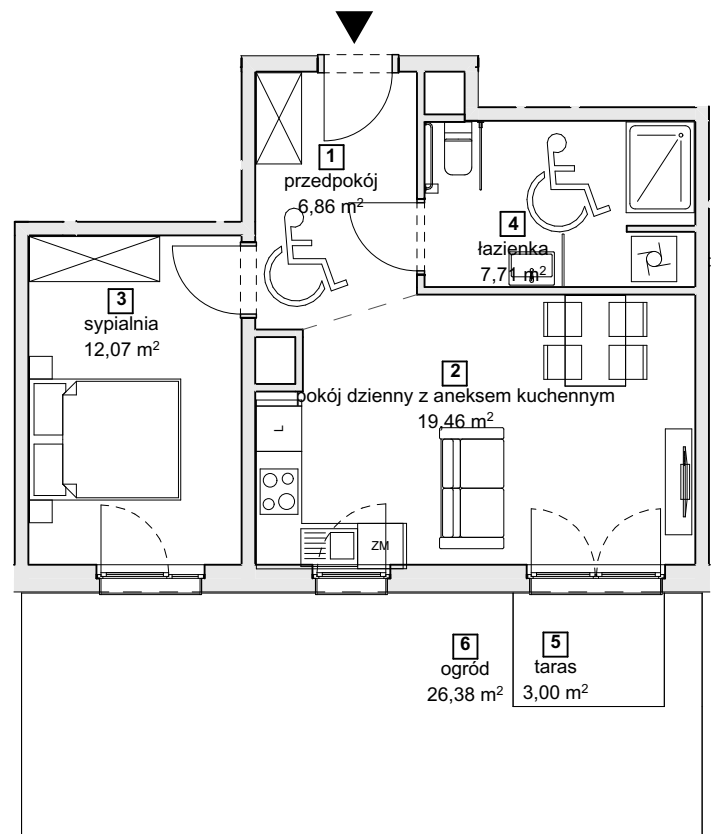 1
przedpokój
6,86 m²
4
łazienka
7,71 m²
3
sypialnia
12,07 m²
2
pokój dzienny z aneksem kuchennym
19,46 m²
L
ZM
6
ogród
26,38 m²
5
taras
3,00 m²